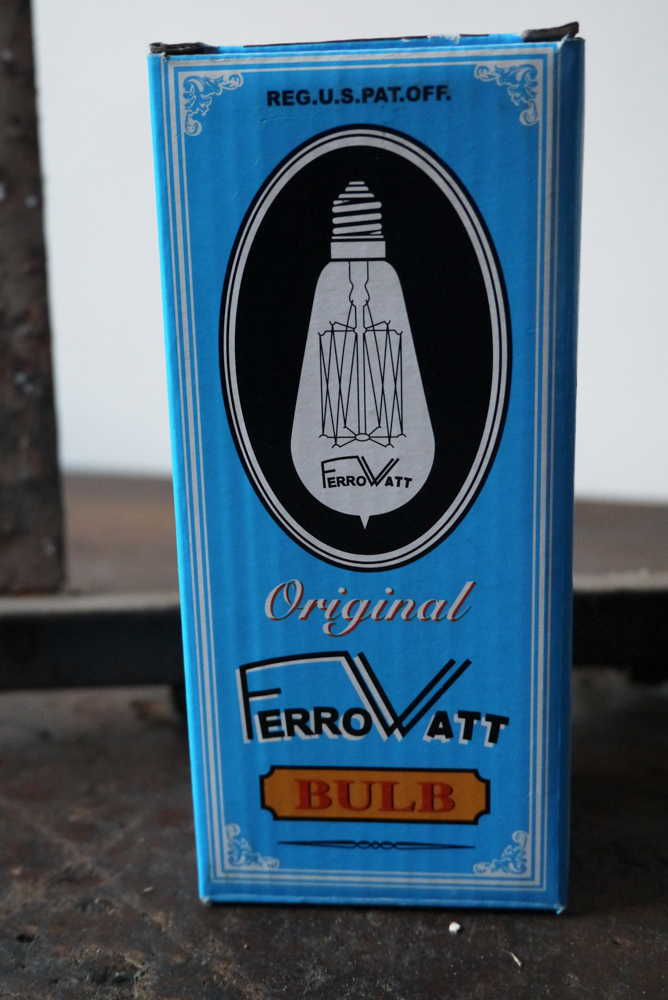 REG.U.S.PAT.OFF.
FERROWATT
Original
FERROWATT
BULB